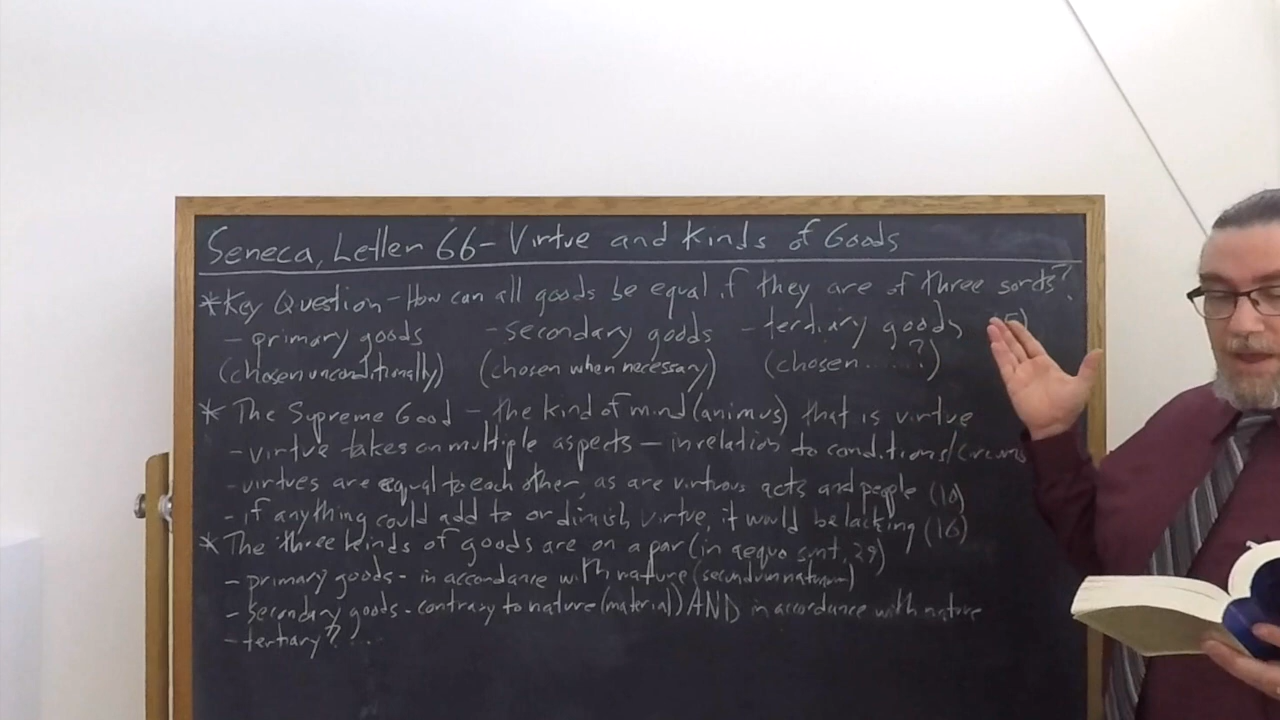 Seneca, Letter 66 - Virtue and Kinds of Goods
* Key Question - How can all goods be equal if they are of three sorts?
- primary goods - secondary goods - tertiary goods (5)
(chosen unconditionally) (chosen when necessary) (chosen ......?)
* The Supreme Good - the kind of mind (animus) that is virtue
- virtue takes on multiple aspects - in relation to conditions/circums
- virtues are equal to each other, as are virtuous acts and people (10)
- if anything could add to or dimish virtue, it would be lacking (16)
* The three kinds of goods are on a par (in aequo sunt, 29)
- primary goods - in accordance with nature (secundum naturam)
- secondary goods - contrary to nature (material) AND in accordance with nature
- tertiary? ...